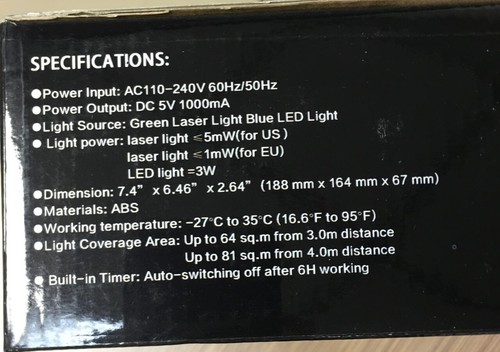 SPECIFICATIONS:
●Power Input: AC110-240V 60Hz/50Hz
●Power Output: DC 5V 1000mA
●Light Source: Green Laser Light Blue LED Light
● Light power: laser light ≤5mW(for US )
laser light ≤1mW(for EU)
LED light =3W
●Dimension: 7.4” x 6.46” x 2.64” (188 mm x 164 mm x 67 mm)
●Materials: ABS
●Working temperature: -27°C to 35°C (16.6°F to 95°F)
●Light Coverage Area: Up to 64 sq.m from 3.0m distance
Up to 81 sq.m from 4.0m distance
● Built-in Timer: Auto-switching off after 6H working